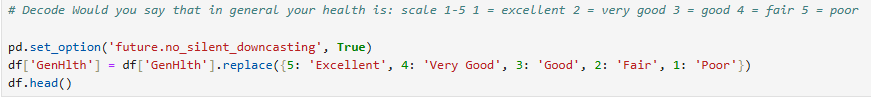 # Decode Would you say that in general your health is: scale 1-5 1 = excellent 2 = very good 3 = good 4 = fair 5 = poor
pd.set_option('future.no_silent_downcasting', True)
df['GenHlth'] = df['GenHlth'].replace({5: 'Excellent', 4: 'Very Good', 3: 'Good', 2: 'Fair', 1: 'Poor'})
df.head()